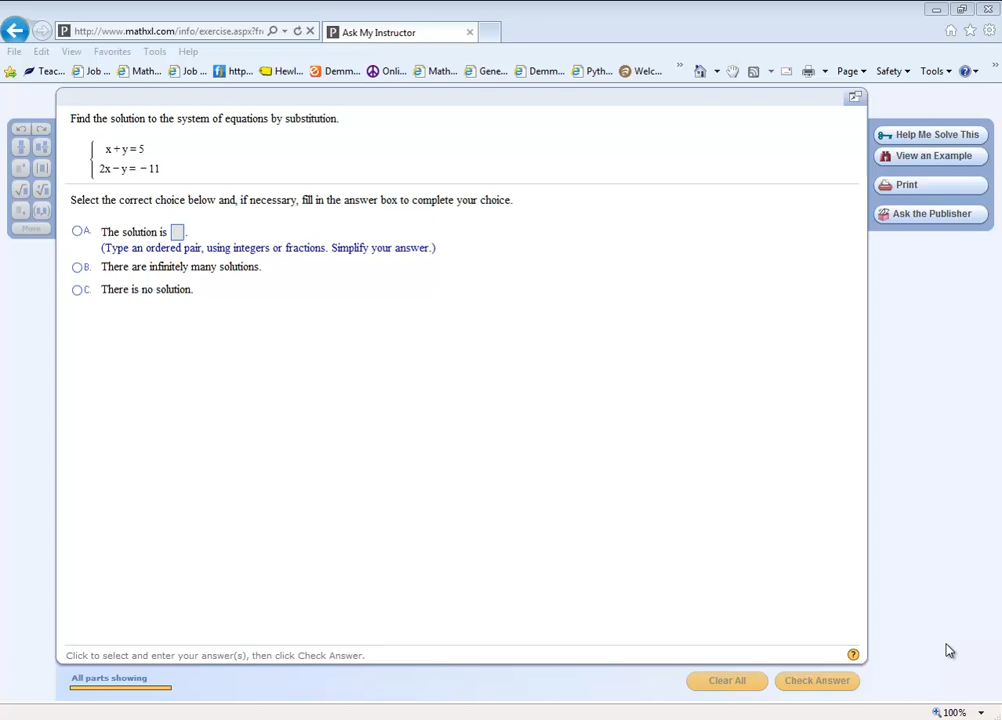 http://www.mathxl.com/info/exercise.aspx?fr
P Ask My Instructor
File Edit View Favorites Tools Help
Teac... Job ... Math... Job ... http... Hewl... Demm... Onli... Math... Gene... Demm... Pyth... Welc... » Page Safety Tools »
Find the solution to the system of equations by substitution.
x + y = 5
2x − y = − 11
Select the correct choice below and, if necessary, fill in the answer box to complete your choice.
A. The solution is .
(Type an ordered pair, using integers or fractions. Simplify your answer.)
B. There are infinitely many solutions.
C. There is no solution.
More
Help Me Solve This
View an Example
Print
Ask the Publisher
Click to select and enter your answer(s), then click Check Answer. ?
All parts showing
Clear All Check Answer
100%